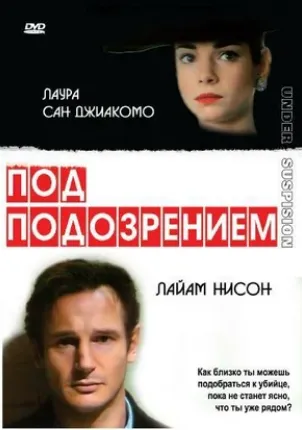 DVD
ЛАУРА
САН ДЖИАКОМО
UNDER SUSPISION
ПОД
ПОДОЗРЕНИЕМ
ЛАЙАМ НИСОН
Как близко ты можешь
подобраться к убийце,
пока не станет ясно,
что ты уже рядом?